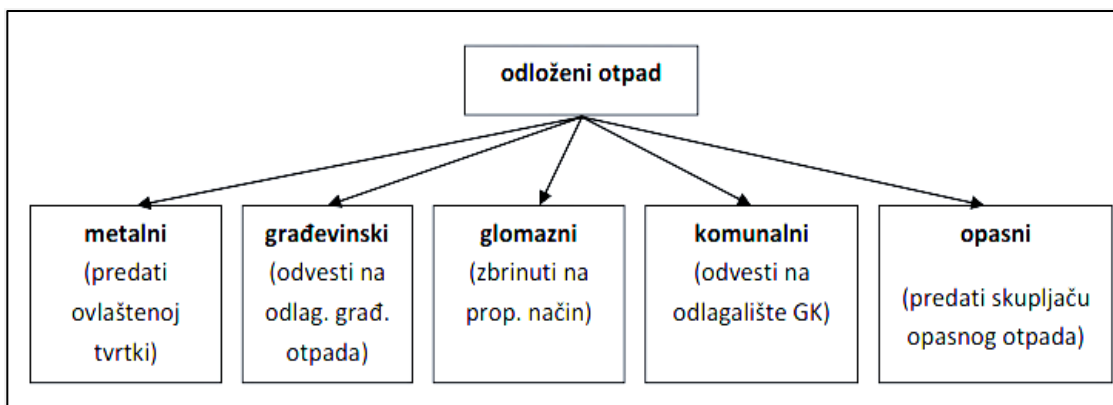 odloženi otpad
metalni
(predati
ovlaštenoj
tvrtki)
građevinski
(odvesti na
odlag. građ.
otpada)
glomazni
(zbrinuti na
prop. način)
komunalni
(odvesti na
odlagalište GK)
opasni
(predati skupljaču
opasnog otpada)